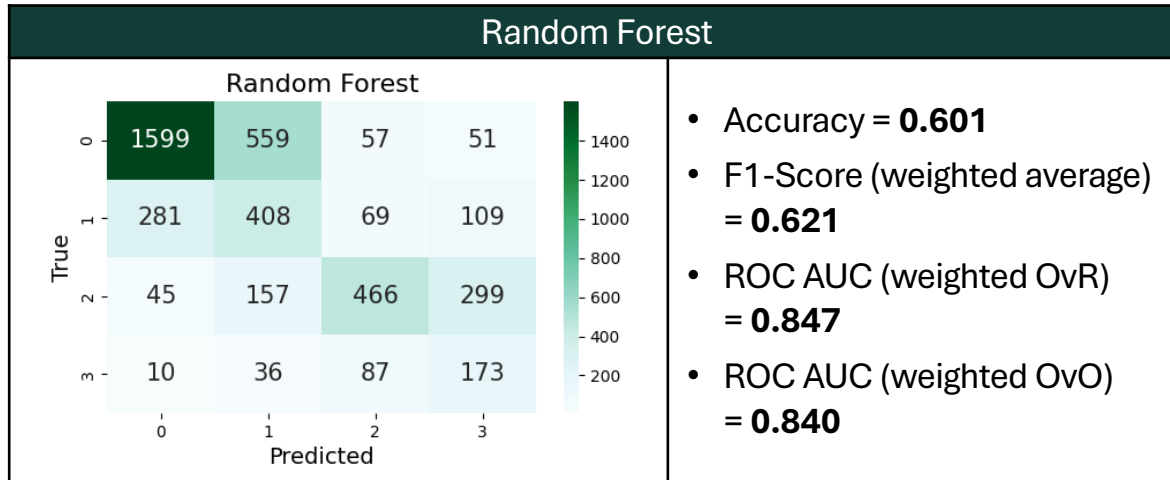 Random Forest
Random Forest
True
0 1599 559 57 51
1 281 408 69 109
2 45 157 466 299
3 10 36 87 173
0 1 2 3
Predicted
1400
1200
1000
800
600
400
200
• Accuracy = 0.601
• F1-Score (weighted average)
= 0.621
• ROC AUC (weighted OvR)
= 0.847
• ROC AUC (weighted OvO)
= 0.840